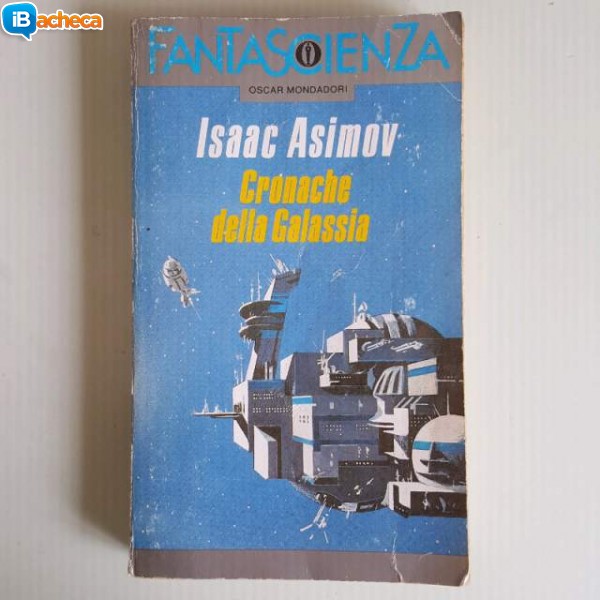 iBacheca
FANTASCIENZA
OSCAR MONDADORI
Isaac Asimov
Cronache
della Galassia